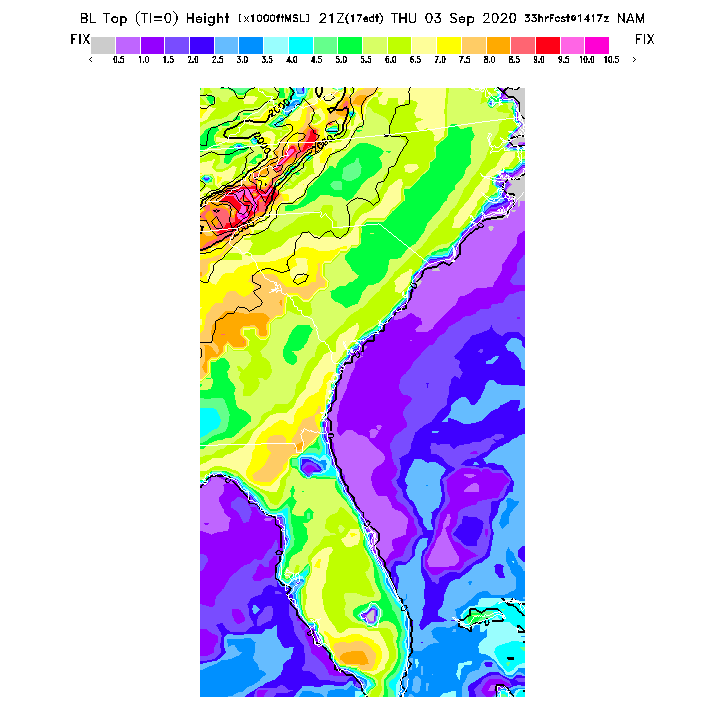 BL Top (TI=0) Height [x1000ftMSL] 21Z(17edt) THU 03 Sep 2020 33hrFcst@1417z NAM
FIX FIX
< 0.5 1.0 1.5 2.0 2.5 3.0 3.5 4.0 4.5 5.0 5.5 6.0 6.5 7.0 7.5 8.0 8.5 9.0 9.5 10.0 10.5 >
2000